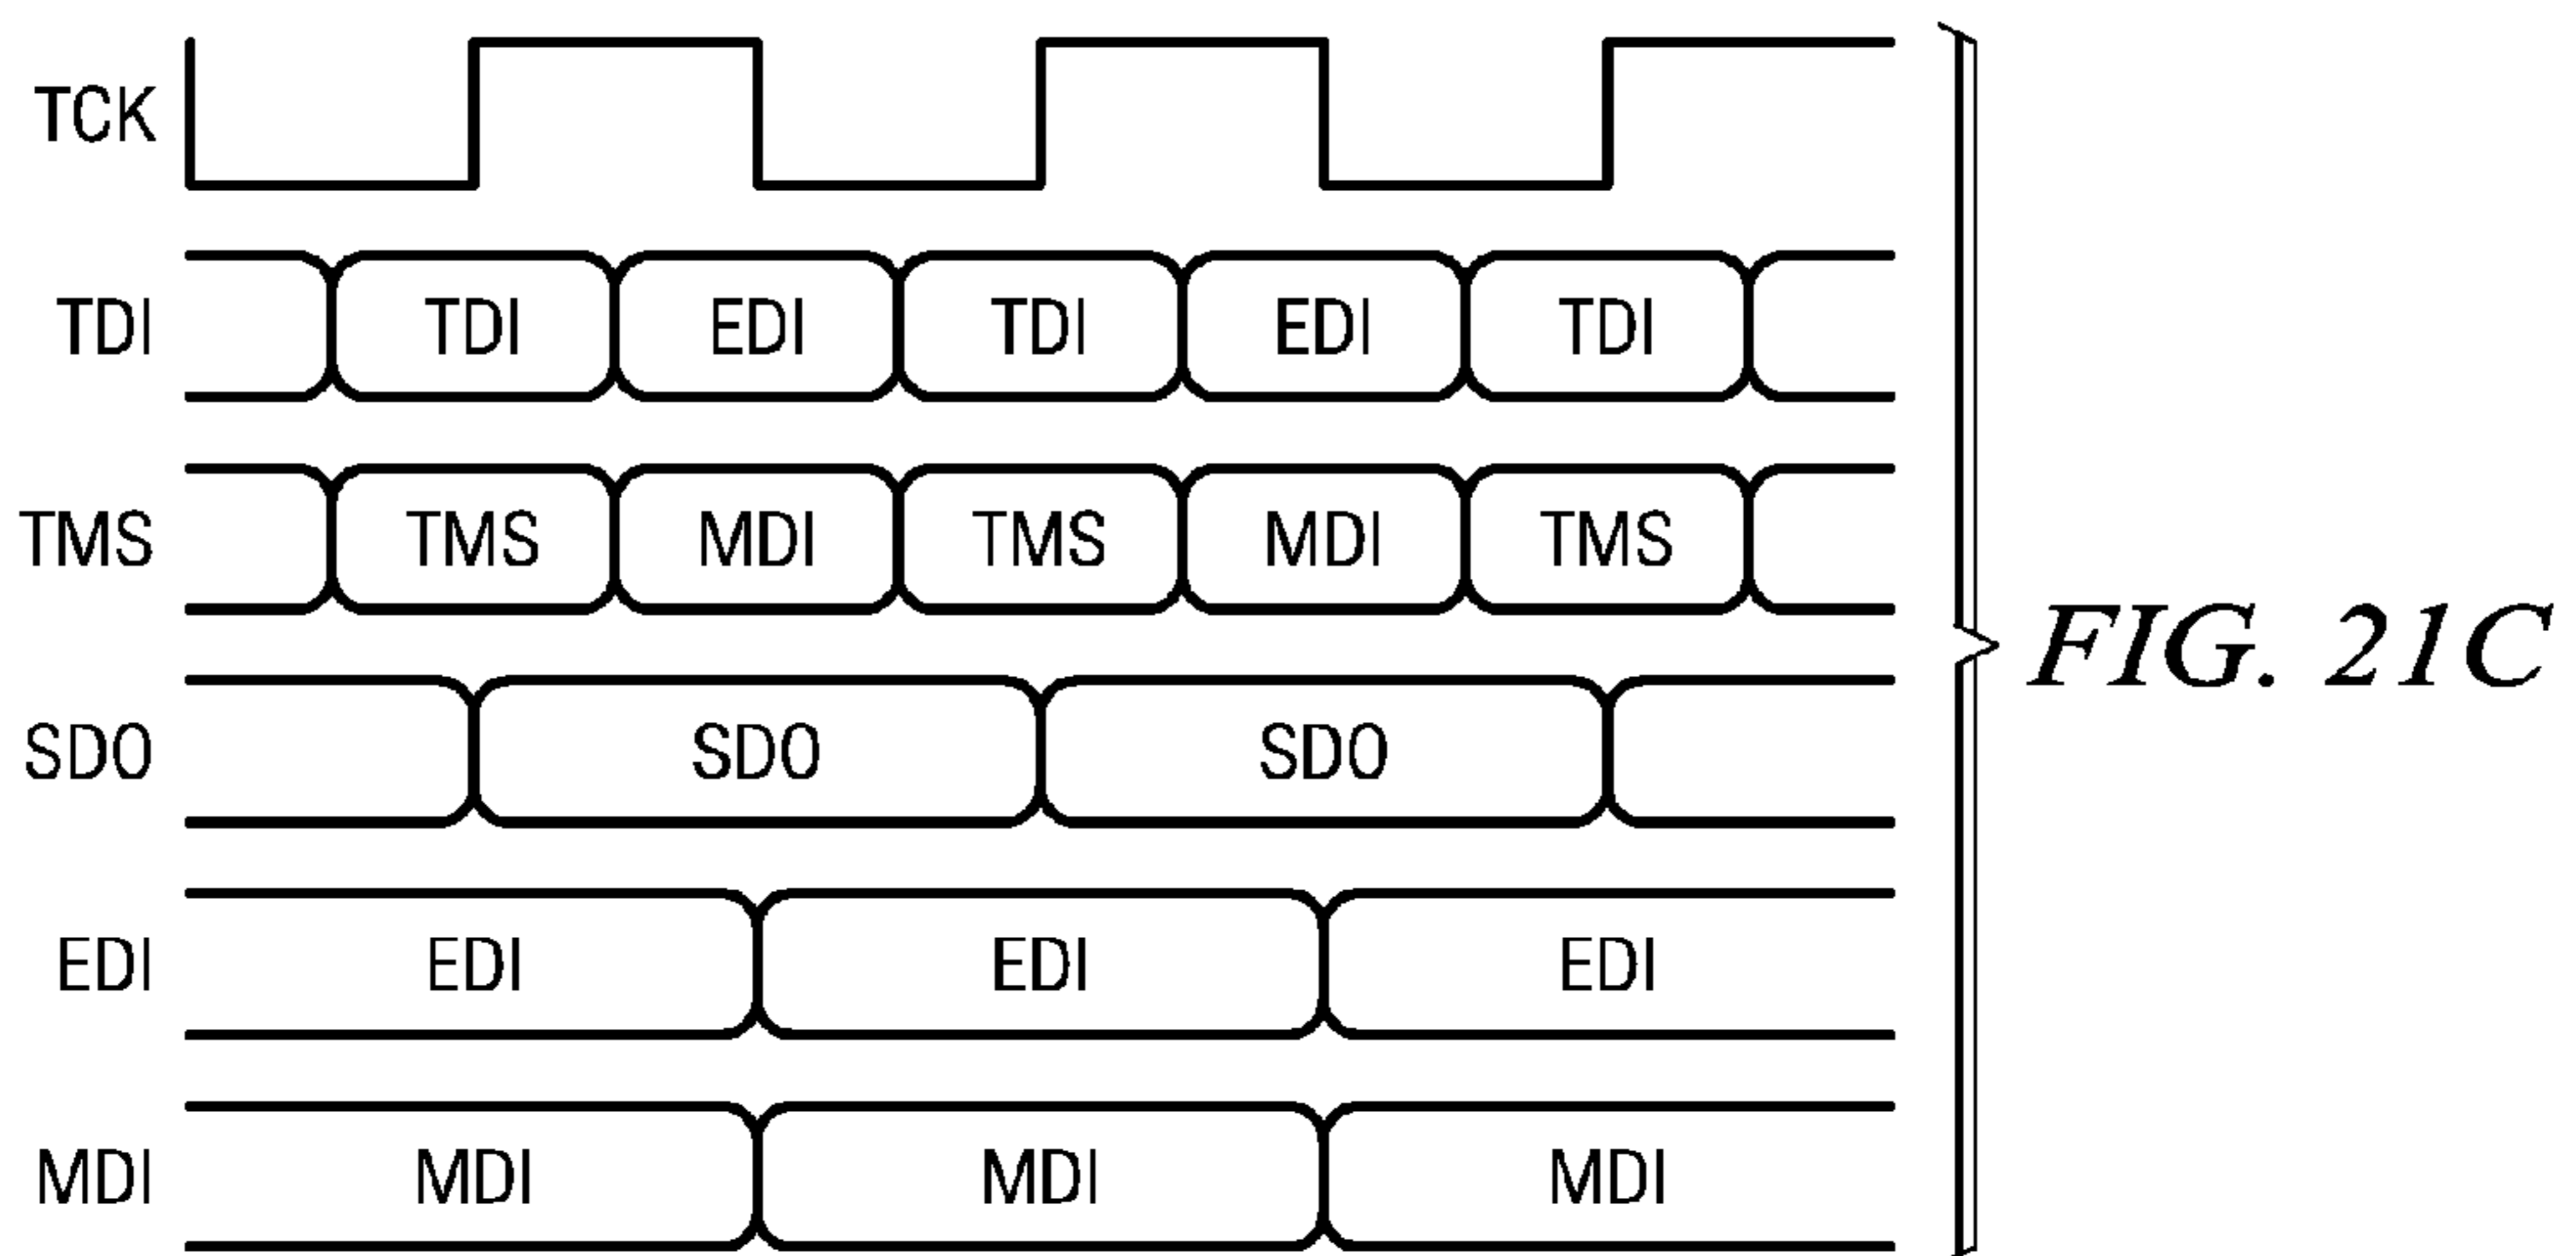 TCK
TDI TDI EDI TDI EDI TDI
TMS TMS MDI TMS MDI TMS
SDO SDO SDO
EDI EDI EDI EDI
MDI MDI MDI MDI
FIG. 21C